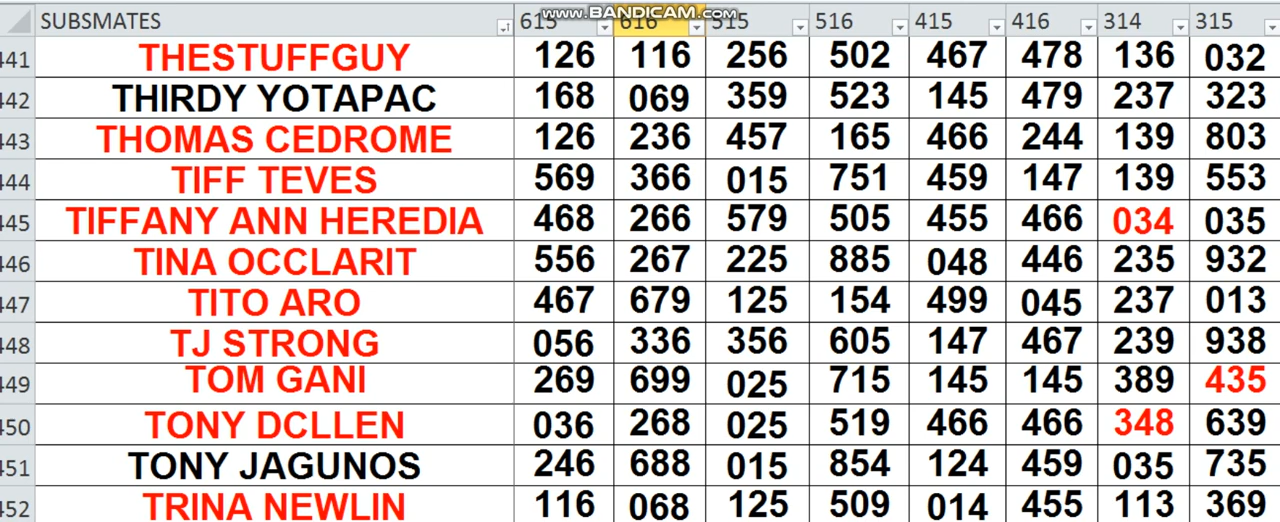 www.BANDICAM.com
SUBSMATES 615 616 515 516 415 416 314 315
441 THESTUFFGUY 126 116 256 502 467 478 136 032
442 THIRDY YOTAPAC 168 069 359 523 145 479 237 323
443 THOMAS CEDROME 126 236 457 165 466 244 139 803
444 TIFF TEVES 569 366 015 751 459 147 139 553
445 TIFFANY ANN HEREDIA 468 266 579 505 455 466 034 035
446 TINA OCCLARIT 556 267 225 885 048 446 235 932
447 TITO ARO 467 679 125 154 499 045 237 013
448 TJ STRONG 056 336 356 605 147 467 239 938
449 TOM GANI 269 699 025 715 145 145 389 435
450 TONY DCLLEN 036 268 025 519 466 466 348 639
451 TONY JAGUNOS 246 688 015 854 124 459 035 735
452 TRINA NEWLIN 116 068 125 509 014 455 113 369